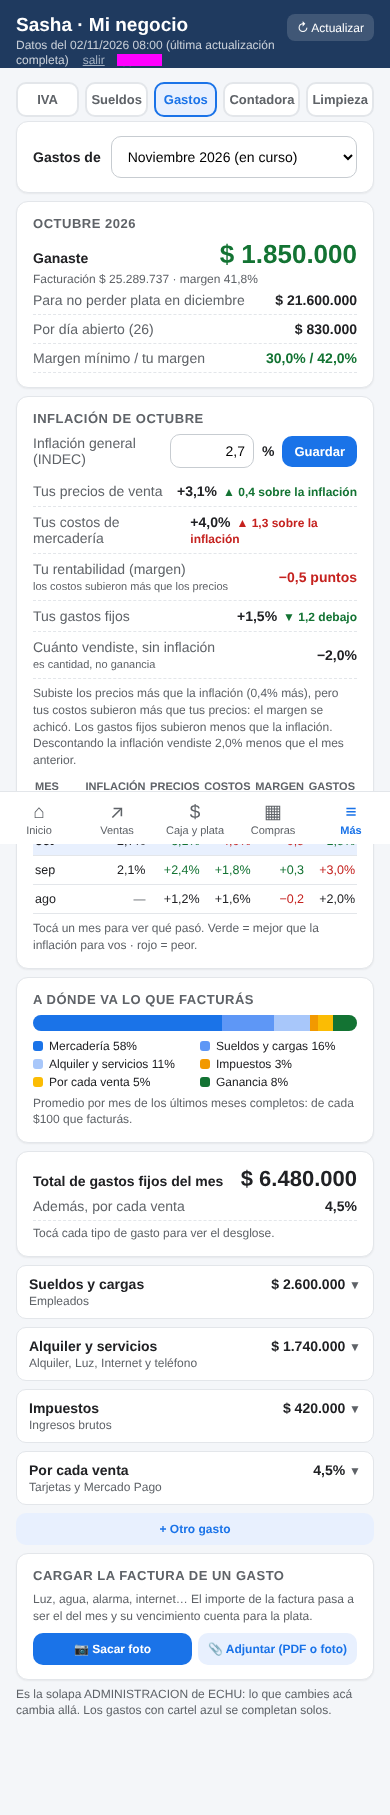 Sasha · Mi negocio
↻ Actualizar
Datos del 02/11/2026 08:00 (última actualización
completa) salir
IVA
Sueldos
Gastos
Contadora
Limpieza
Gastos de Noviembre 2026 (en curso)
OCTUBRE 2026
Ganaste $ 1.850.000
Facturación $ 25.289.737 · margen 41,8%
Para no perder plata en diciembre $ 21.600.000
Por día abierto (26) $ 830.000
Margen mínimo / tu margen 30,0% / 42,0%
INFLACIÓN DE OCTUBRE
Inflación general
(INDEC) 2,7 % Guardar
Tus precios de venta +3,1% ▲ 0,4 sobre la inflación
Tus costos de
mercadería
+4,0% ▲ 1,3 sobre la
inflación
Tu rentabilidad (margen)
los costos subieron más que los precios
−0,5 puntos
Tus gastos fijos +1,5% ▼ 1,2 debajo
Cuánto vendiste, sin inflación
es cantidad, no ganancia
−2,0%
Subiste los precios más que la inflación (0,4% más), pero
tus costos subieron más que tus precios: el margen se
achicó. Los gastos fijos subieron menos que la inflación.
Descontando la inflación vendiste 2,0% menos que el mes
anterior.
MES INFLACIÓN PRECIOS COSTOS MARGEN GASTOS
Inicio
Ventas
Caja y plata
Compras
Más
sep 2,1% +2,4% +1,8% +0,3 +3,0%
ago — +1,2% +1,6% −0,2 +2,0%
Tocá un mes para ver qué pasó. Verde = mejor que la
inflación para vos · rojo = peor.
A DÓNDE VA LO QUE FACTURÁS
Mercadería 58%
Sueldos y cargas 16%
Alquiler y servicios 11%
Impuestos 3%
Por cada venta 5%
Ganancia 8%
Promedio por mes de los últimos meses completos: de cada
$100 que facturás.
Total de gastos fijos del mes $ 6.480.000
Además, por cada venta 4,5%
Tocá cada tipo de gasto para ver el desglose.
Sueldos y cargas $ 2.600.000 ▼
Empleados
Alquiler y servicios $ 1.740.000 ▼
Alquiler, Luz, Internet y teléfono
Impuestos $ 420.000 ▼
Ingresos brutos
Por cada venta 4,5% ▼
Tarjetas y Mercado Pago
+ Otro gasto
CARGAR LA FACTURA DE UN GASTO
Luz, agua, alarma, internet… El importe de la factura pasa a
ser el del mes y su vencimiento cuenta para la plata.
📷 Sacar foto
📎 Adjuntar (PDF o foto)
Es la solapa ADMINISTRACION de ECHU: lo que cambies acá
cambia allá. Los gastos con cartel azul se completan solos.